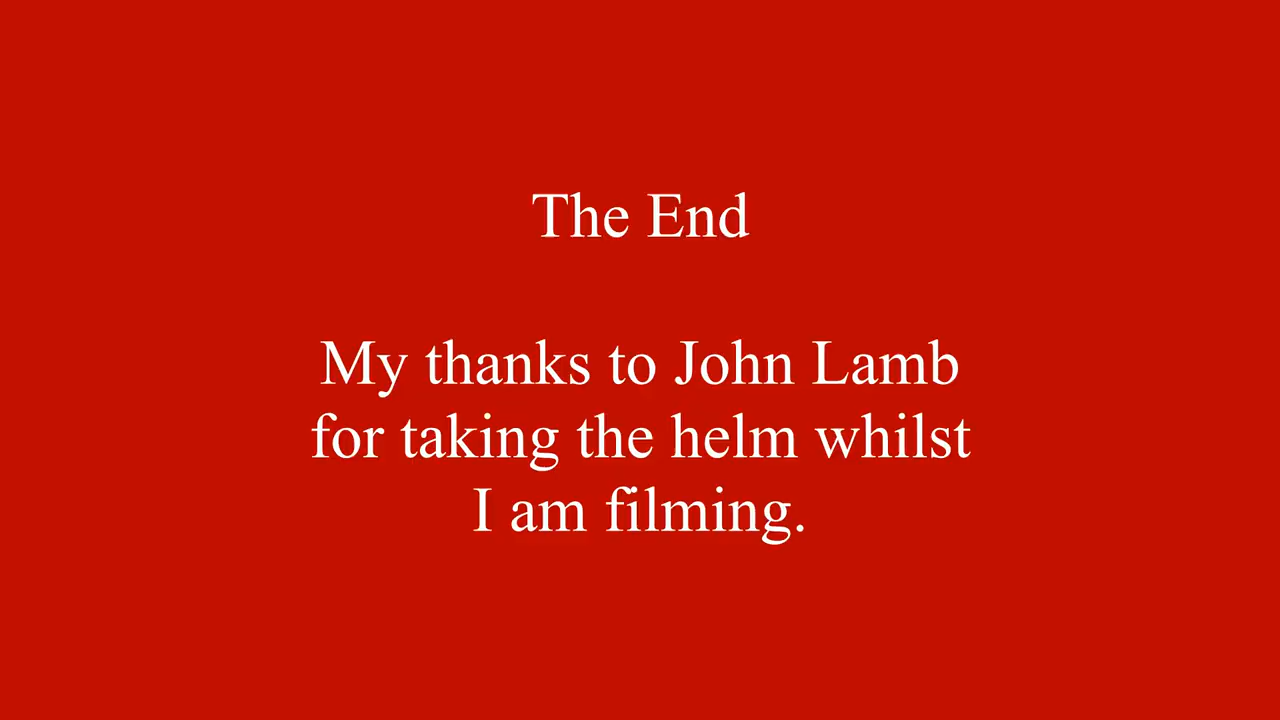 The End
My thanks to John Lamb
for taking the helm whilst
I am filming.